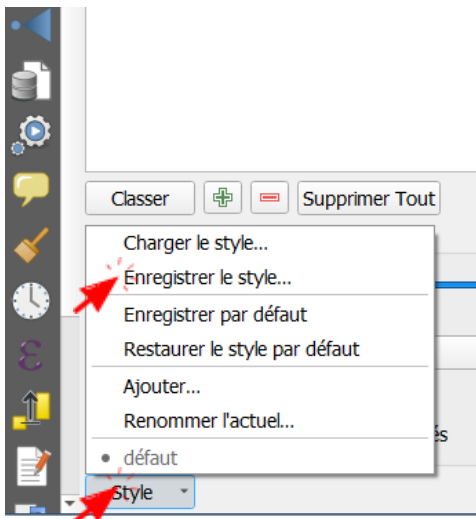 Classer Supprimer Tout
Charger le style...
Enregistrer le style...
Enregistrer par défaut
Restaurer le style par défaut
Ajouter...
Renommer l'actuel...
défaut
Style